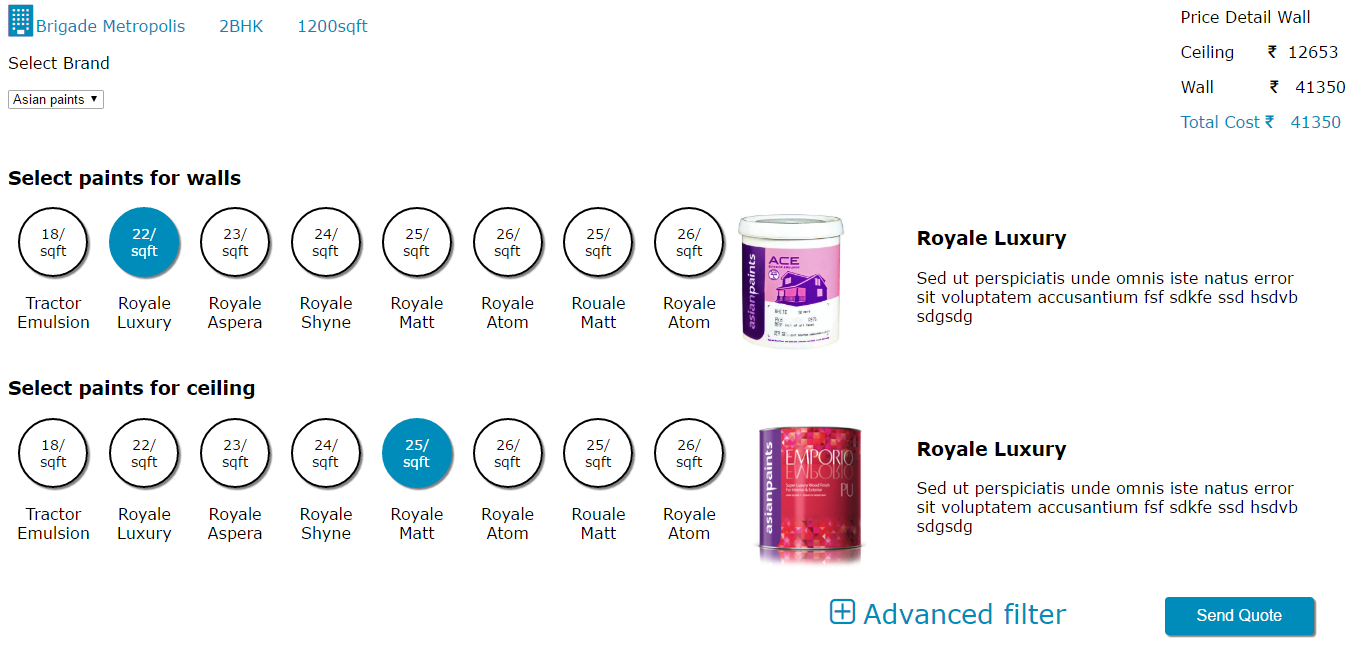 Brigade Metropolis 2BHK 1200sqft
Select Brand
Asian paints ▼
Price Detail Wall
Ceiling ₹ 12653
Wall ₹ 41350
Total Cost ₹ 41350
Select paints for walls
18/ 22/ 23/ 24/ 25/ 26/ 25/ 26/
sqft sqft sqft sqft sqft sqft sqft sqft
Tractor Royale Royale Royale Royale Royale Rouale Royale
Emulsion Luxury Aspera Shyne Matt Atom Matt Atom
asianpaints
ACE
Royale Luxury
Sed ut perspiciatis unde omnis iste natus error
sit voluptatem accusantium fsf sdkfe ssd hsdvb
sdgsdg
Select paints for ceiling
18/ 22/ 23/ 24/ 25/ 26/ 25/ 26/
sqft sqft sqft sqft sqft sqft sqft sqft
Tractor Royale Royale Royale Royale Royale Rouale Royale
Emulsion Luxury Aspera Shyne Matt Atom Matt Atom
asianpaints
EMPORIO
PU
Super Luxury Wood Finish
For Interior & Exterior
Royale Luxury
Sed ut perspiciatis unde omnis iste natus error
sit voluptatem accusantium fsf sdkfe ssd hsdvb
sdgsdg
Advanced filter
Send Quote